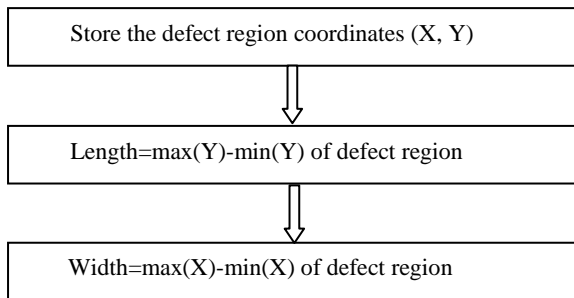 Store the defect region coordinates (X, Y)
Length=max(Y)-min(Y) of defect region
Width=max(X)-min(X) of defect region